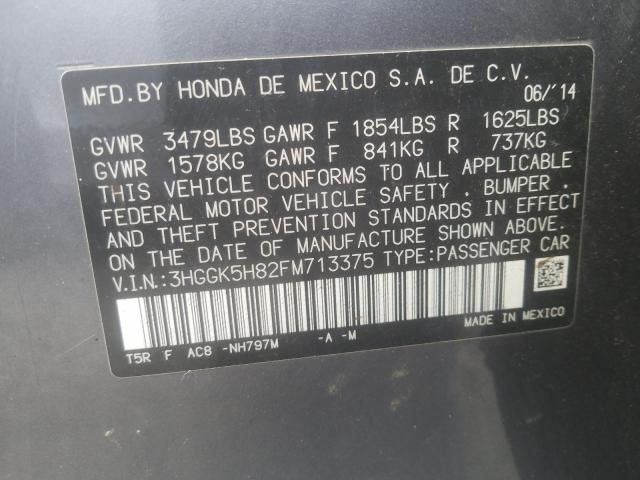 MFD. BY HONDA DE MEXICO S.A. DE C.V.
06/'14
GVWR 3479LBS GAWR F 1854LBS R 1625LBS
GVWR 1578KG GAWR F 841KG R 737KG
THIS VEHICLE CONFORMS TO ALL APPLICABLE
FEDERAL MOTOR VEHICLE SAFETY . BUMPER .
AND THEFT PREVENTION STANDARDS IN EFFECT
ON THE DATE OF MANUFACTURE SHOWN ABOVE.
V.I.N.:3HGGK5H82FM713375 TYPE:PASSENGER CAR
T5R F AC8 -NH797M -A -M MADE IN MEXICO